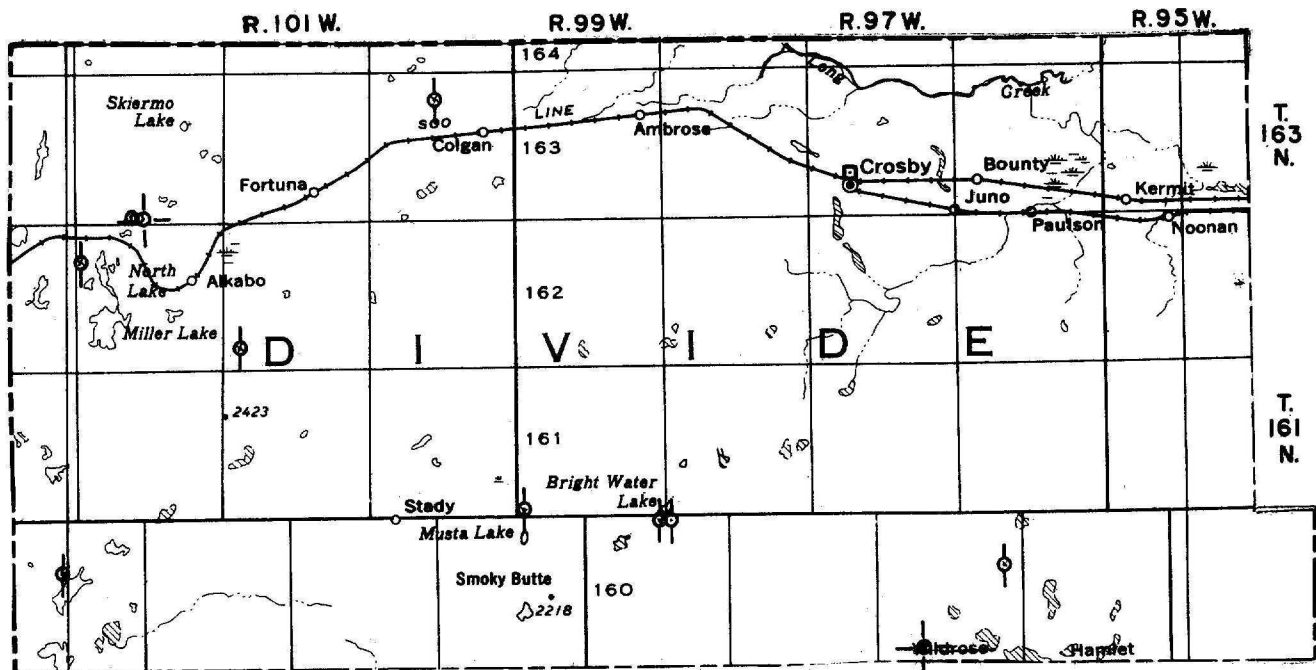 R.101 W. R.99 W. R.97 W. R.95 W.
164
Long
Creek
Skiermo
Lake
SOO LINE
Colgan
Ambrose
163
T.
163
N.
Crosby
Bounty
Fortuna
Juno
Kermit
Paulson
Noonan
North
Lake
Alkabo
162
Miller Lake
D I V I D E
2423
161
T.
161
N.
Bright Water
Lake
Stady
Musta Lake
Smoky Butte
160
2218
Wildrose
Hamlet